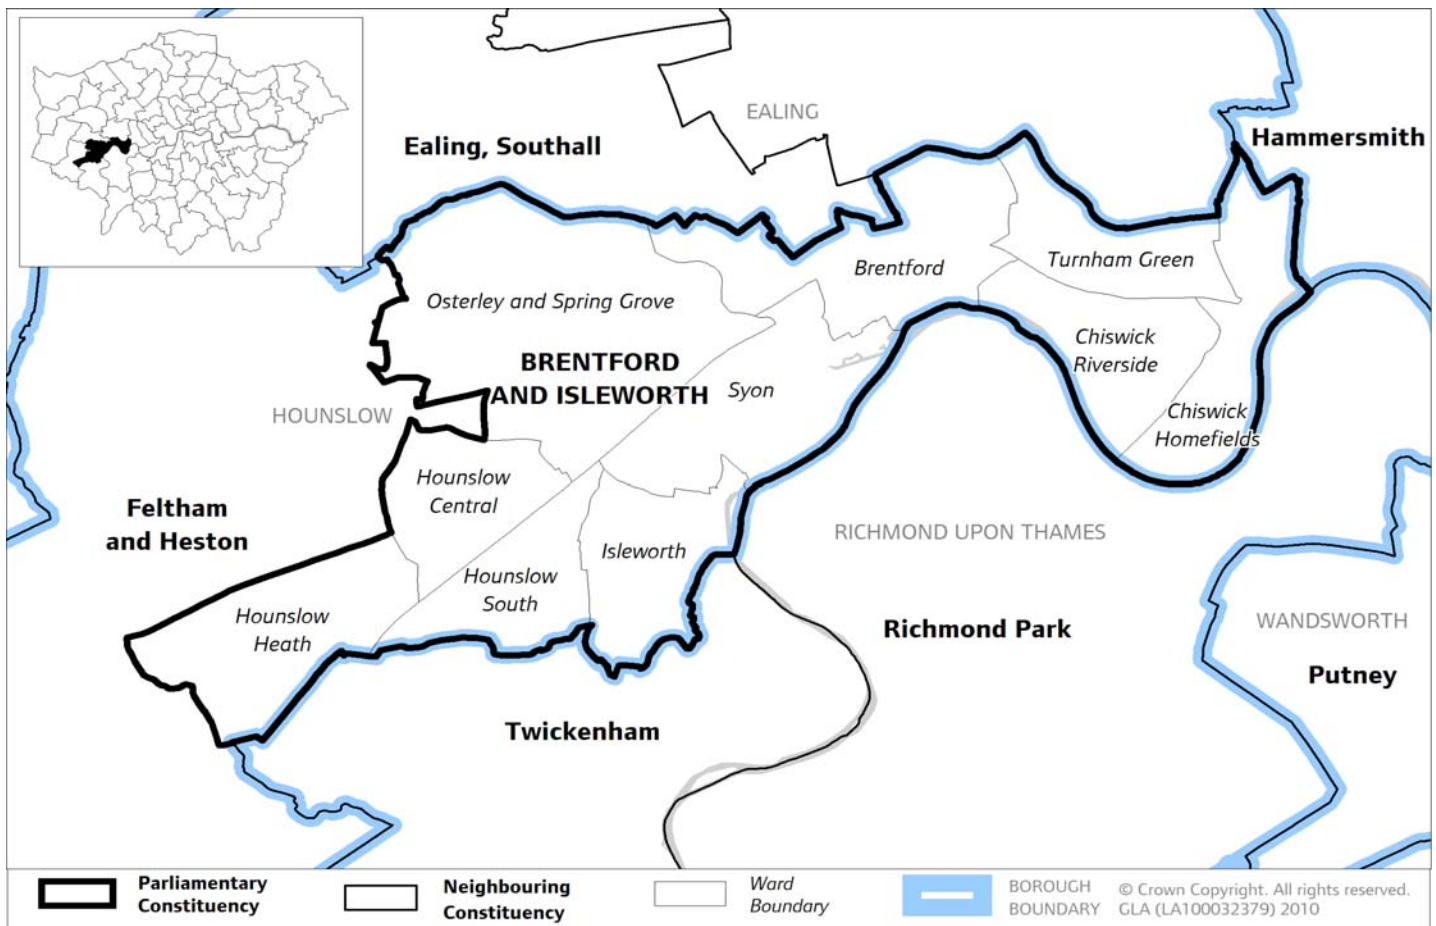 EALING
Hammersmith
Ealing, Southall
Brentford
Turnham Green
Osterley and Spring Grove
BRENTFORD
AND ISLEWORTH
Chiswick
Riverside
Syon
HOUNSLOW
Chiswick
Homefields
Hounslow
Central
Feltham
and Heston
RICHMOND UPON THAMES
Isleworth
Hounslow
South
Hounslow
Heath
WANDSWORTH
Richmond Park
Putney
Twickenham
Parliamentary
Constituency
Neighbouring
Constituency
Ward
Boundary
BOROUGH
BOUNDARY
© Crown Copyright. All rights reserved.
GLA (LA100032379) 2010